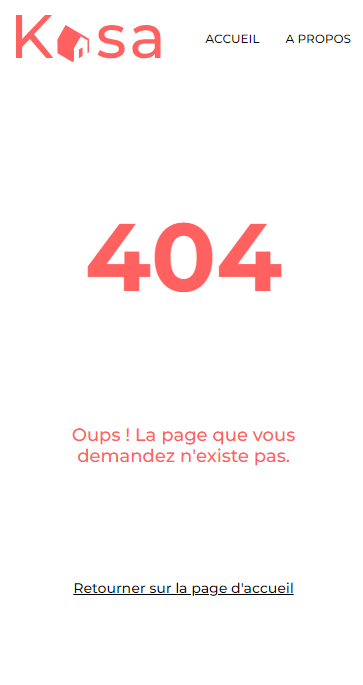 Kasa
ACCUEIL A PROPOS
404
Oups ! La page que vous
demandez n'existe pas.
Retourner sur la page d'accueil